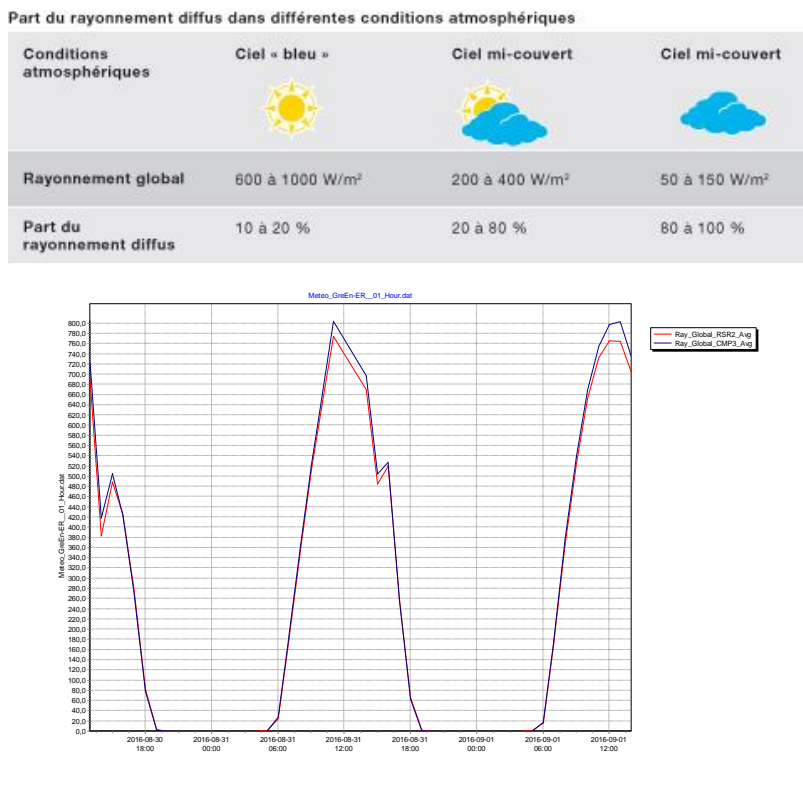 Part du rayonnement diffus dans différentes conditions atmosphériques
Conditions atmosphériques
Ciel « bleu »
Ciel mi-couvert
Ciel mi-couvert
Rayonnement global
600 à 1000 W/m²
200 à 400 W/m²
50 à 150 W/m²
Part du rayonnement diffus
10 à 20 %
20 à 80 %
80 à 100 %
Meteo_GreEn-ER__01_Hour.dat
Meteo_GreEn-ER__01_Hour.dat
800,0
780,0
760,0
740,0
720,0
700,0
680,0
660,0
640,0
620,0
600,0
580,0
560,0
540,0
520,0
500,0
480,0
460,0
440,0
420,0
400,0
380,0
360,0
340,0
320,0
300,0
280,0
260,0
240,0
220,0
200,0
180,0
160,0
140,0
120,0
100,0
80,0
60,0
40,0
20,0
0,0
2016-08-30 18:00
2016-08-31 00:00
2016-08-31 06:00
2016-08-31 12:00
2016-08-31 18:00
2016-09-01 00:00
2016-09-01 06:00
2016-09-01 12:00
Ray_Global_RSR2_Avg
Ray_Global_CMP3_Avg